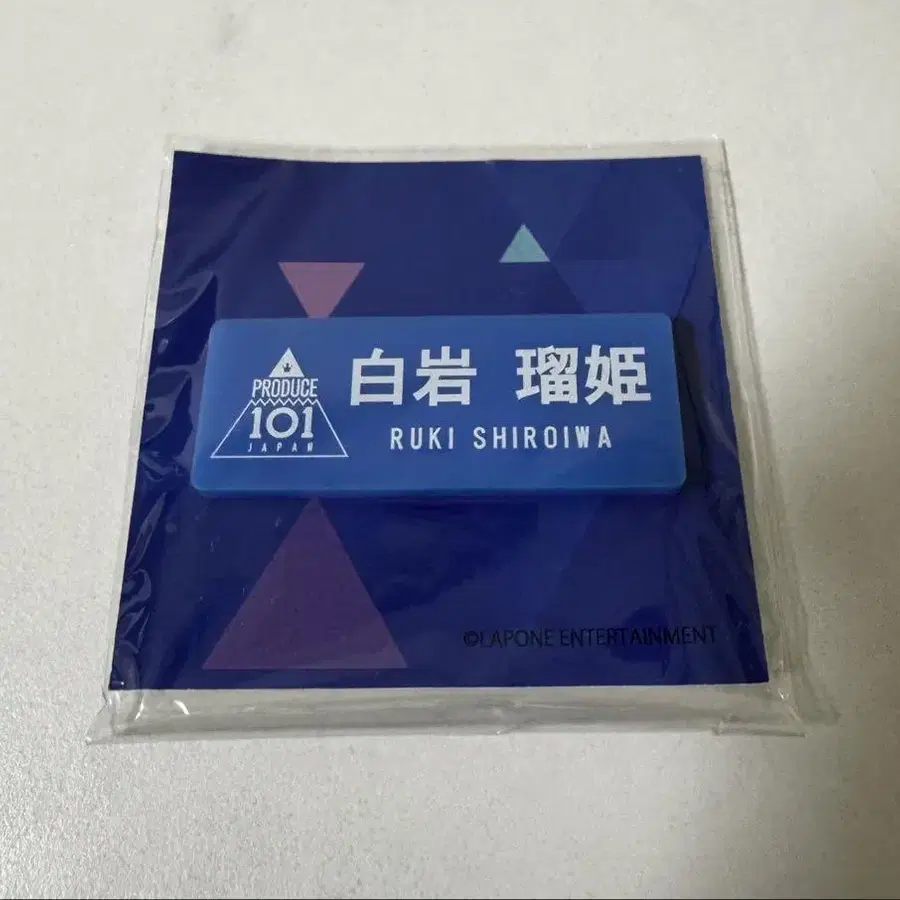 PRODUCE
101
JAPAN
白岩 瑠姫
RUKI SHIROIWA
©LAPONE ENTERTAINMENT